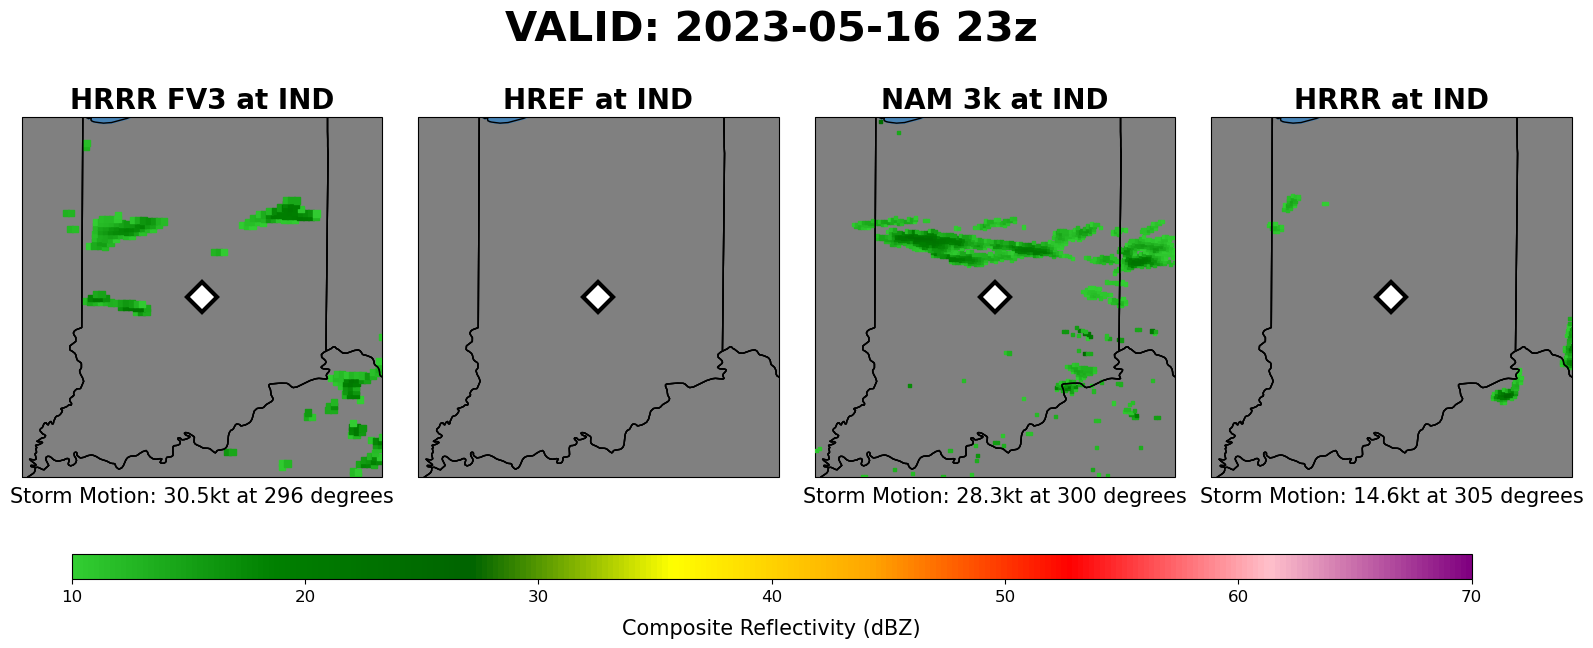 VALID: 2023-05-16 23z
HRRR FV3 at IND
HREF at IND
NAM 3k at IND
HRRR at IND
Storm Motion: 30.5kt at 296 degrees
Storm Motion: 28.3kt at 300 degrees
Storm Motion: 14.6kt at 305 degrees
10 20 30 40 50 60 70
Composite Reflectivity (dBZ)